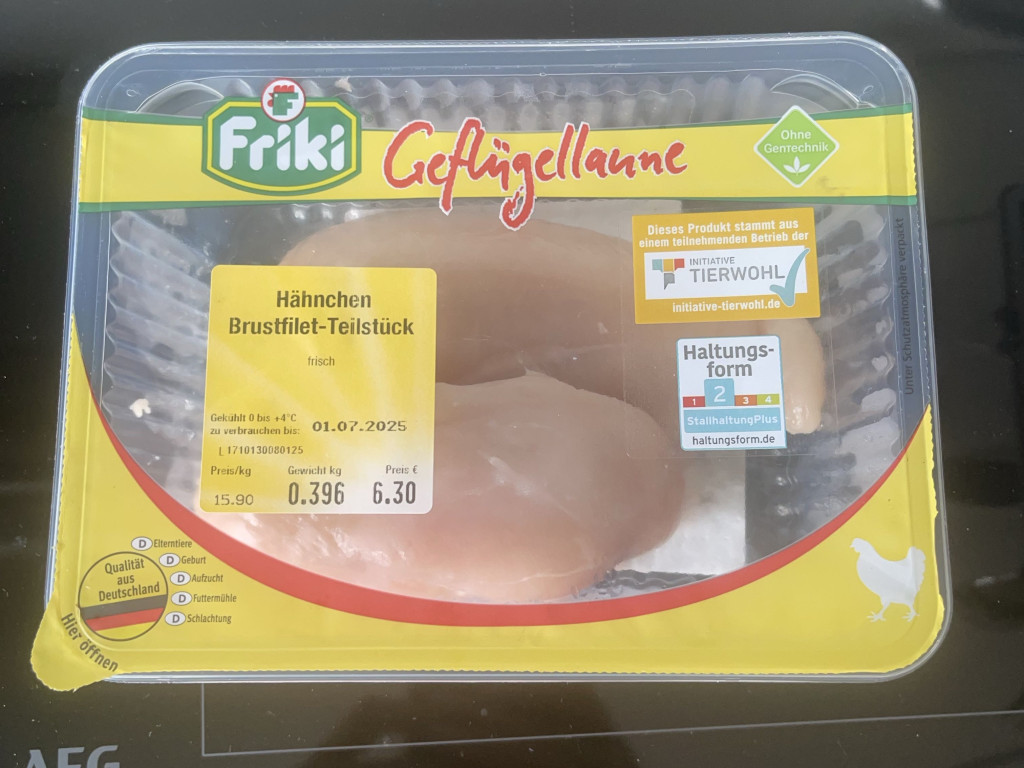 F
Friki
Geflügellaune
Ohne
Gentechnik
Dieses Produkt stammt aus
einem teilnehmenden Betrieb der
INITIATIVE
TIERWOHL
initiative-tierwohl.de
Haltungs-
form
1 2 3 4
StallhaltungPlus
haltungsform.de
Unter Schutzatmosphäre verpackt
Hähnchen
Brustfilet-Teilstück
frisch
Gekühlt 0 bis +4°C
zu verbrauchen bis: 01.07.2025
L 1710130080125
Preis/kg Gewicht kg Preis €
15.90 0.396 6.30
Qualität
aus
Deutschland
D Elterntiere
D Geburt
D Aufzucht
D Futtermühle
D Schlachtung
Hier öffnen
AEG